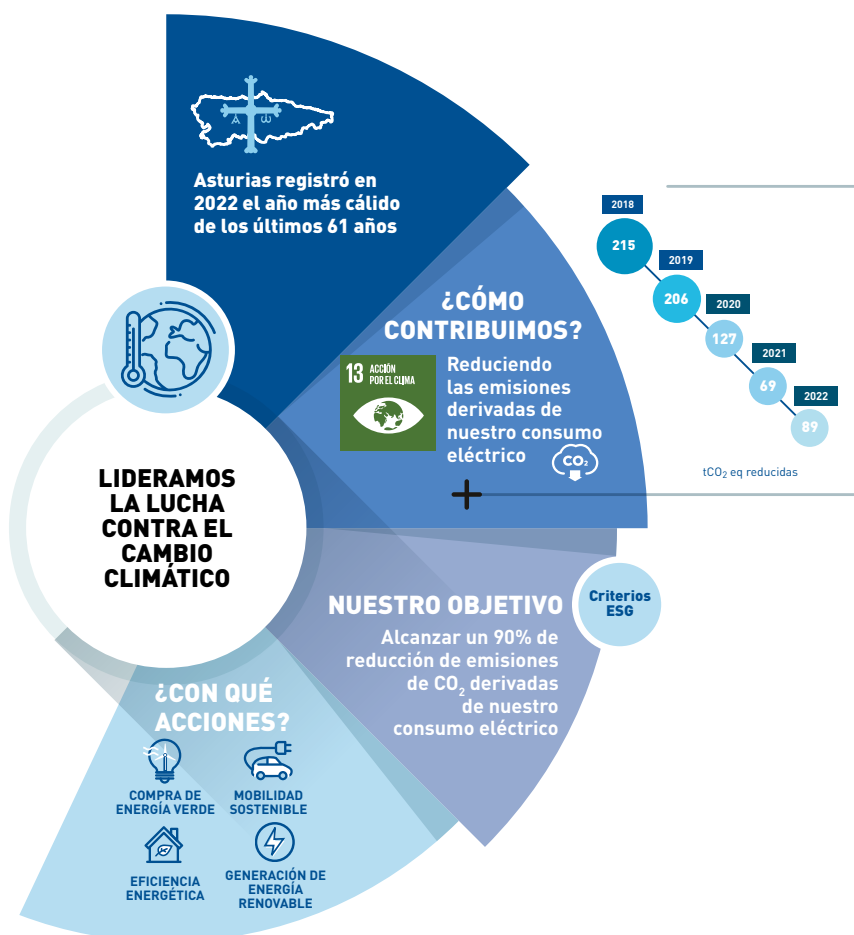 Asturias registró en
2022 el año más cálido
de los últimos 61 años
¿CÓMO
CONTRIBUIMOS?
13 ACCIÓN
POR EL CLIMA
Reduciendo
las emisiones
derivadas de
nuestro consumo
eléctrico
CO₂
+
2018
215
2019
206
2020
127
2021
69
2022
89
tCO₂ eq reducidas
LIDERAMOS
LA LUCHA
CONTRA EL
CAMBIO
CLIMÁTICO
NUESTRO OBJETIVO
Alcanzar un 90% de
reducción de emisiones
de CO₂ derivadas
de nuestro
consumo eléctrico
Criterios
ESG
¿CON QUÉ
ACCIONES?
COMPRA DE
ENERGÍA VERDE
MOBILIDAD
SOSTENIBLE
EFICIENCIA
ENERGÉTICA
GENERACIÓN DE
ENERGÍA
RENOVABLE